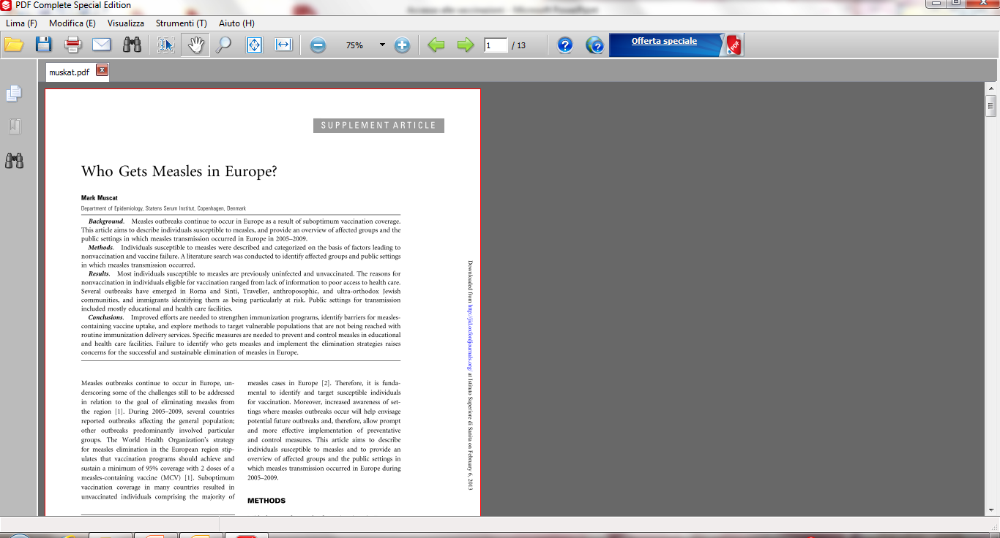 PDF Complete Special Edition
Accesso alle vaccinazioni - Microsoft PowerPoint
Lima (F) Modifica (E) Visualizza Strumenti (T) Aiuto (H)
75% 1 / 13 Offerta speciale
muskat.pdf
SUPPLEMENT ARTICLE
Who Gets Measles in Europe?
Mark Muscat
Department of Epidemiology, Statens Serum Institut, Copenhagen, Denmark
Background. Measles outbreaks continue to occur in Europe as a result of suboptimum vaccination coverage.
This article aims to describe individuals susceptible to measles, and provide an overview of affected groups and the
public settings in which measles transmission occurred in Europe in 2005–2009.
Methods. Individuals susceptible to measles were described and categorized on the basis of factors leading to
nonvaccination and vaccine failure. A literature search was conducted to identify affected groups and public settings
in which measles transmission occurred.
Results. Most individuals susceptible to measles are previously uninfected and unvaccinated. The reasons for
nonvaccination in individuals eligible for vaccination ranged from lack of information to poor access to health care.
Several outbreaks have emerged in Roma and Sinti, Traveller, anthroposophic, and ultra-orthodox Jewish
communities, and immigrants identifying them as being particularly at risk. Public settings for transmission
included mostly educational and health care facilities.
Conclusions. Improved efforts are needed to strengthen immunization programs, identify barriers for measles-
containing vaccine uptake, and explore methods to target vulnerable populations that are not being reached with
routine immunization delivery services. Specific measures are needed to prevent and control measles in educational
and health care facilities. Failure to identify who gets measles and implement the elimination strategies raises
concerns for the successful and sustainable elimination of measles in Europe.
Measles outbreaks continue to occur in Europe, un-
derscoring some of the challenges still to be addressed
in relation to the goal of eliminating measles from
the region [1]. During 2005–2009, several countries
reported outbreaks affecting the general population;
other outbreaks predominantly involved particular
groups. The World Health Organization's strategy
for measles elimination in the European region stip-
ulates that vaccination programs should achieve and
sustain a minimum of 95% coverage with 2 doses of a
measles-containing vaccine (MCV) [1]. Suboptimum
vaccination coverage in many countries resulted in
unvaccinated individuals comprising the majority of
measles cases in Europe [2]. Therefore, it is funda-
mental to identify and target susceptible individuals
for vaccination. Moreover, increased awareness of set-
tings where measles outbreaks occur will help envisage
potential future outbreaks and, therefore, allow prompt
and more effective implementation of preventative
and control measures. This article aims to describe
individuals susceptible to measles and to provide an
overview of affected groups and the public settings in
which measles transmission occurred in Europe during
2005–2009.
METHODS
Downloaded from http://jid.oxfordjournals.org/ at Istituto Superiore di Sanita on February 6, 2013